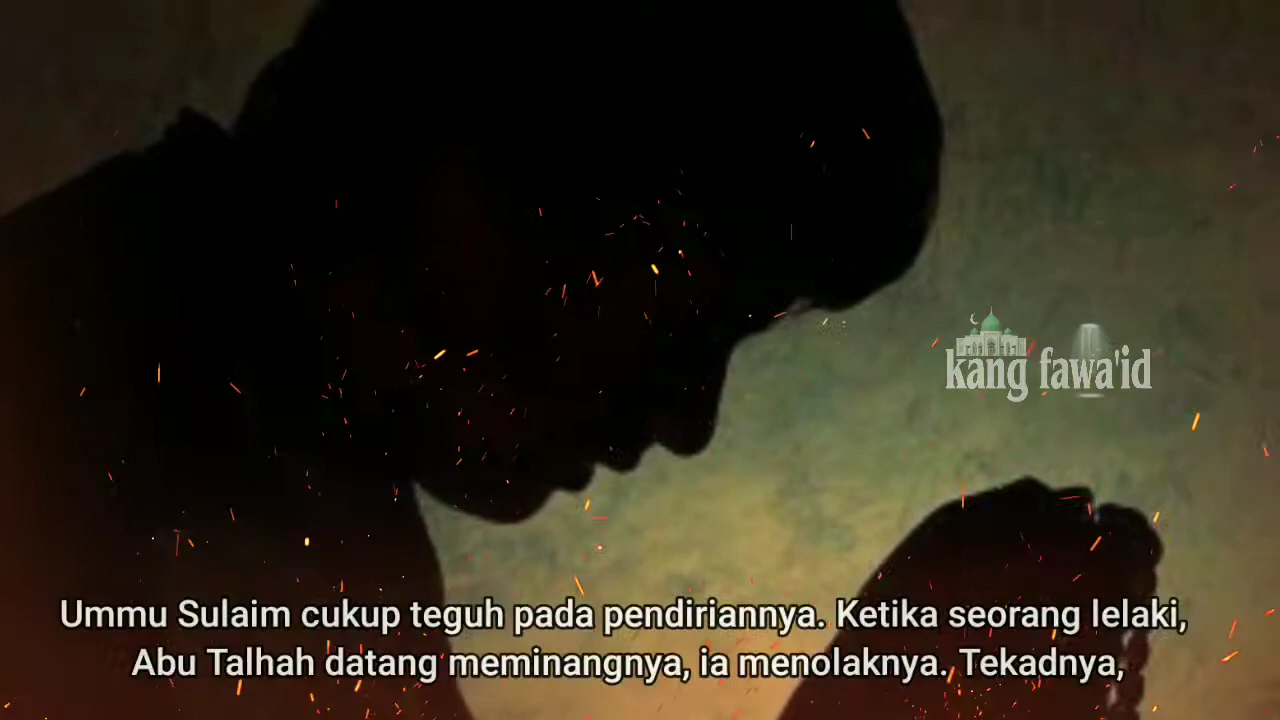 kang fawa'id
Ummu Sulaim cukup teguh pada pendiriannya. Ketika seorang lelaki,
Abu Talhah datang meminangnya, ia menolaknya. Tekadnya,